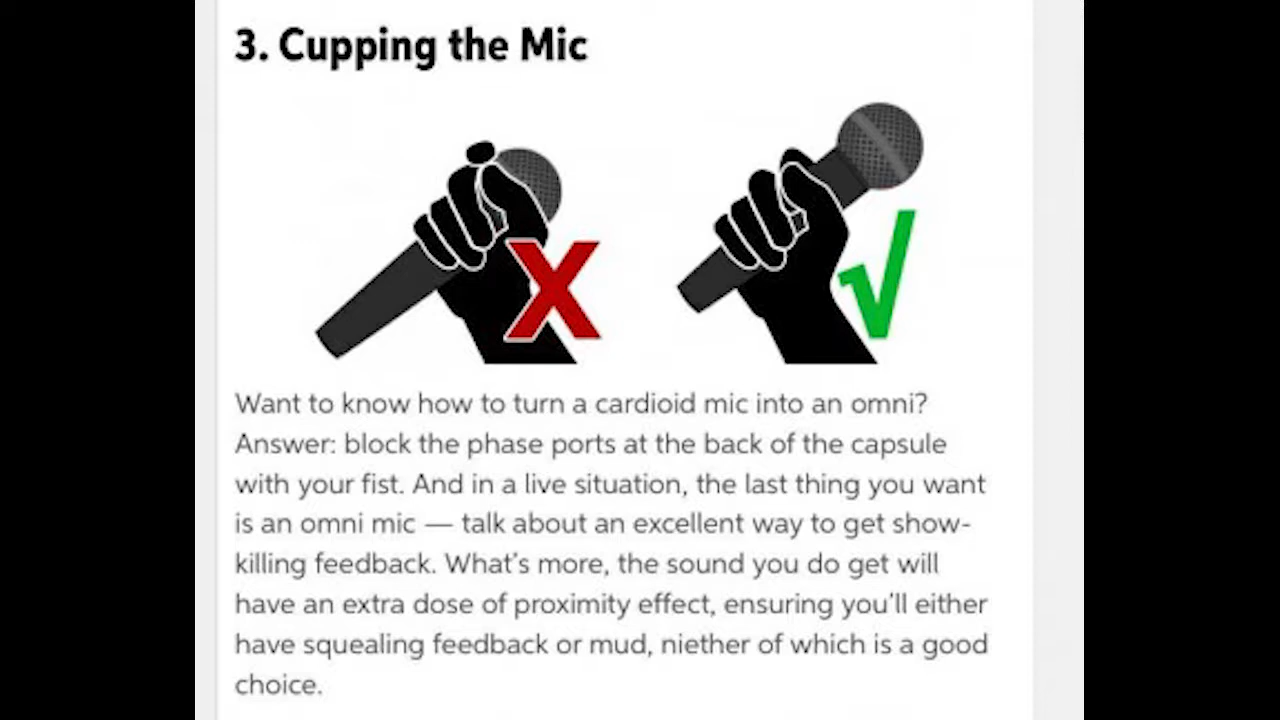 3. Cupping the Mic
X
√
Want to know how to turn a cardioid mic into an omni?
Answer: block the phase ports at the back of the capsule
with your fist. And in a live situation, the last thing you want
is an omni mic — talk about an excellent way to get show-
killing feedback. What's more, the sound you do get will
have an extra dose of proximity effect, ensuring you'll either
have squealing feedback or mud, niether of which is a good
choice.